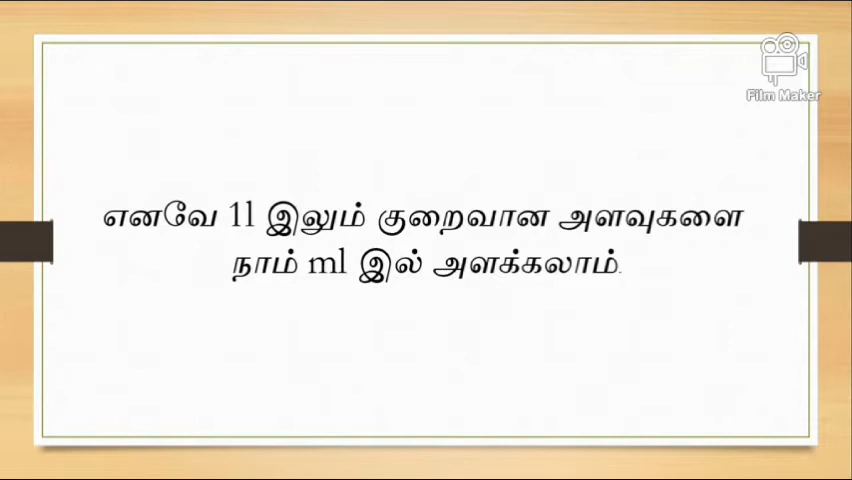 Film Maker
எனவே 1l இலும் குறைவான அளவுகளை
நாம் ml இல் அளக்கலாம்.